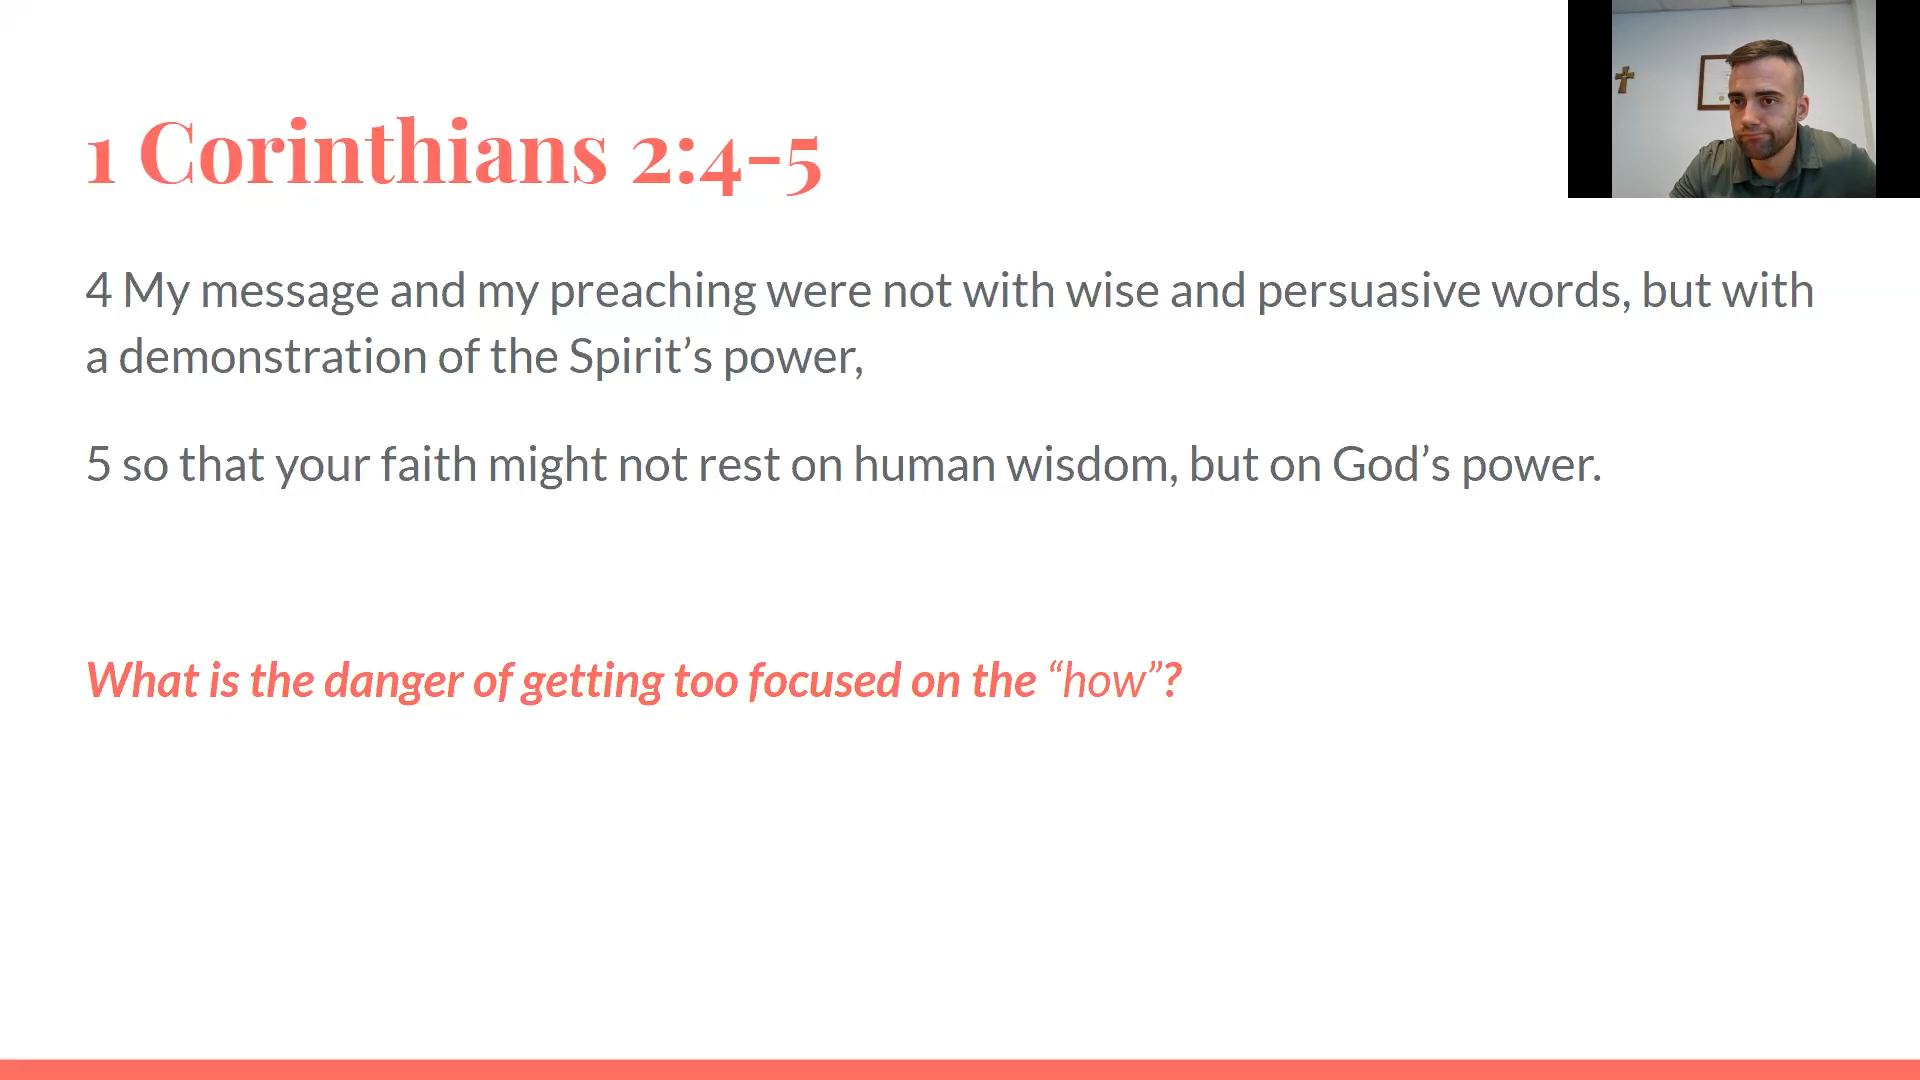 1 Corinthians 2:4-5
4 My message and my preaching were not with wise and persuasive words, but with
a demonstration of the Spirit’s power,
5 so that your faith might not rest on human wisdom, but on God’s power.
What is the danger of getting too focused on the “how”?